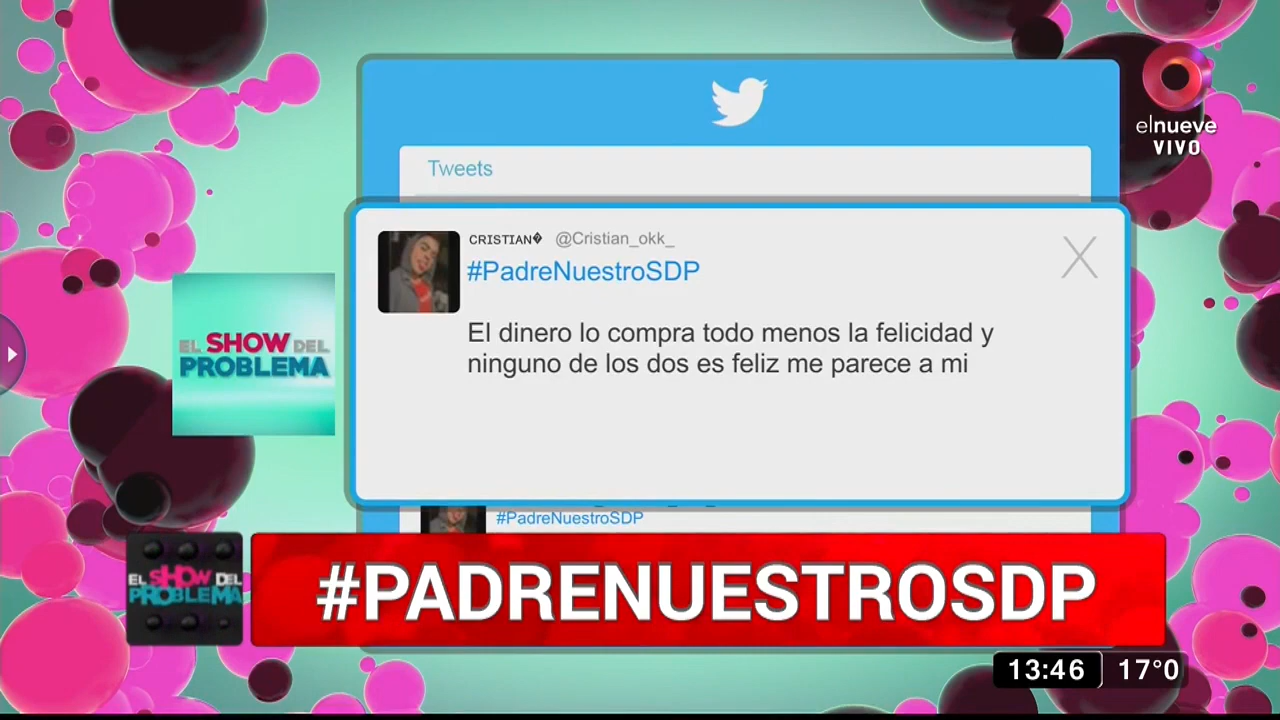 elnueve
VIVO
Tweets
CRISTIAN� @Cristian_okk_
#PadreNuestroSDP
El dinero lo compra todo menos la felicidad y
ninguno de los dos es feliz me parece a mi
EL SHOW DEL
PROBLEMA
#PadreNuestroSDP
EL SHOW DEL
PROBLEMA
#PADRENUESTROSDP
13:46 17°0